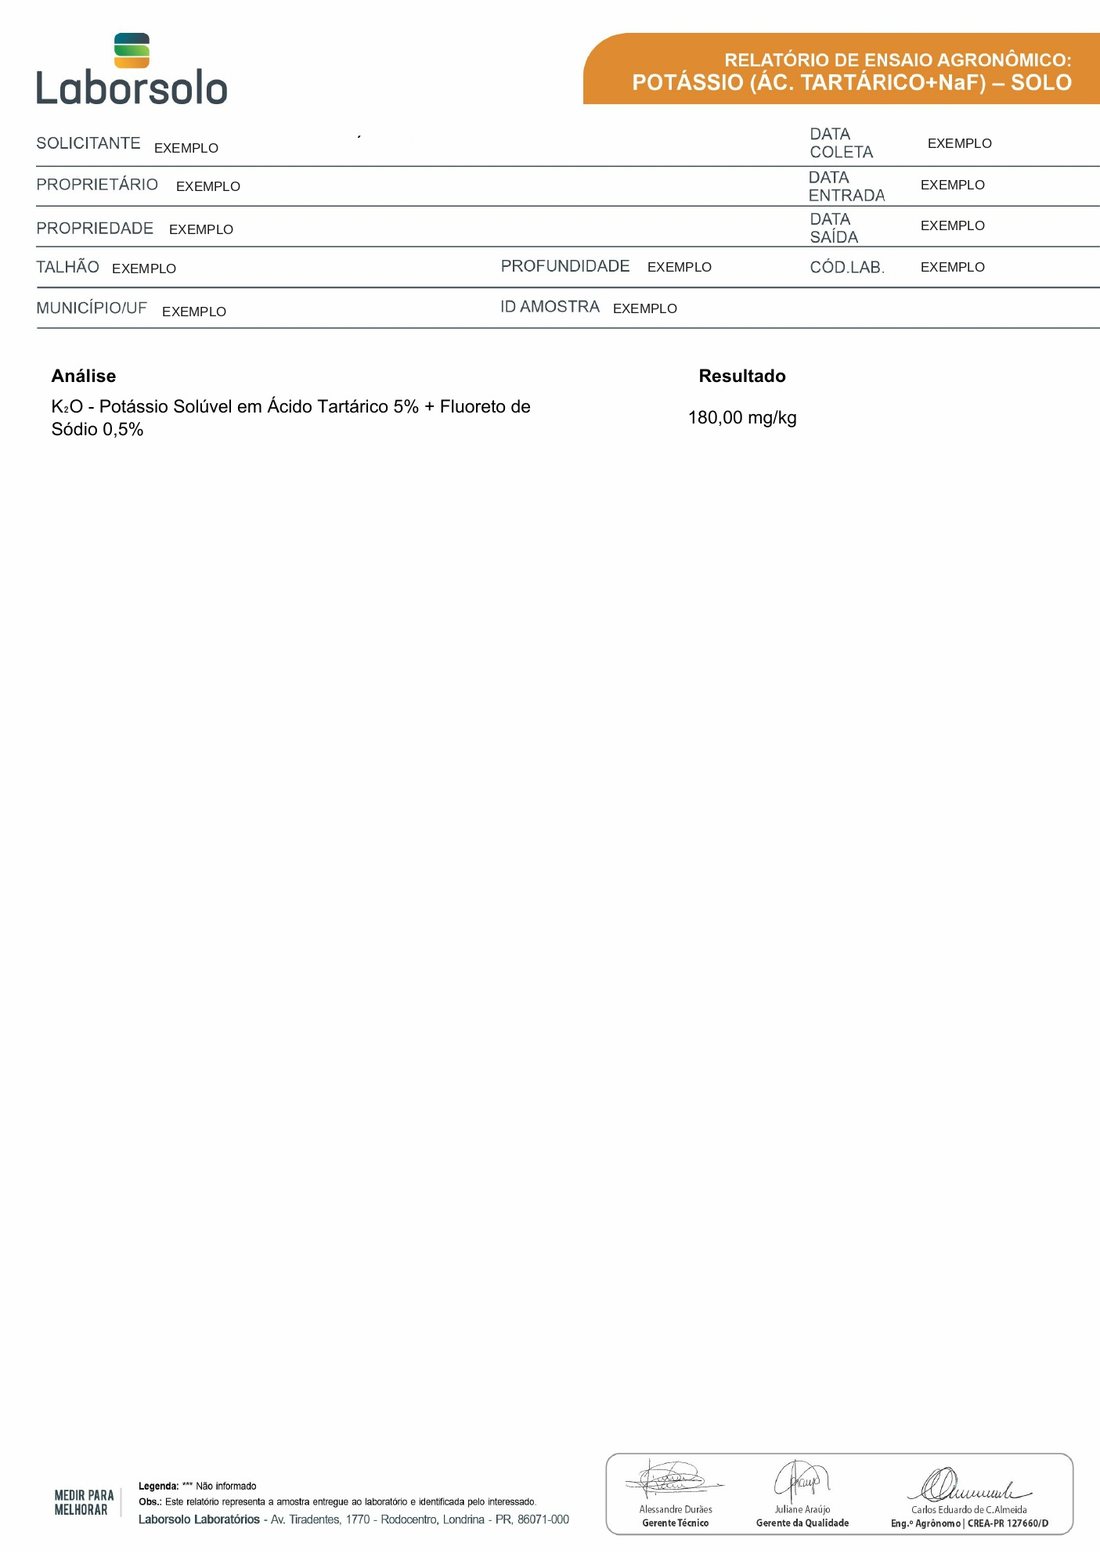 Laborsolo
RELATÓRIO DE ENSAIO AGRONÔMICO:
POTÁSSIO (ÁC. TARTÁRICO+NaF) – SOLO
SOLICITANTE EXEMPLO
DATA COLETA EXEMPLO
PROPRIETÁRIO EXEMPLO
DATA ENTRADA EXEMPLO
PROPRIEDADE EXEMPLO
DATA SAÍDA EXEMPLO
TALHÃO EXEMPLO
PROFUNDIDADE EXEMPLO
CÓD.LAB. EXEMPLO
MUNICÍPIO/UF EXEMPLO
ID AMOSTRA EXEMPLO
Análise
Resultado
K₂O - Potássio Solúvel em Ácido Tartárico 5% + Fluoreto de
Sódio 0,5%
180,00 mg/kg
MEDIR PARA
MELHORAR
Legenda: *** Não informado
Obs.: Este relatório representa a amostra entregue ao laboratório e identificada pelo interessado.
Laborsolo Laboratórios - Av. Tiradentes, 1770 - Rodocentro, Londrina - PR, 86071-000
Alessandre Durães
Gerente Técnico
Juliane Araújo
Gerente da Qualidade
Carlos Eduardo de C.Almeida
Eng.º Agrônomo | CREA-PR 127660/D